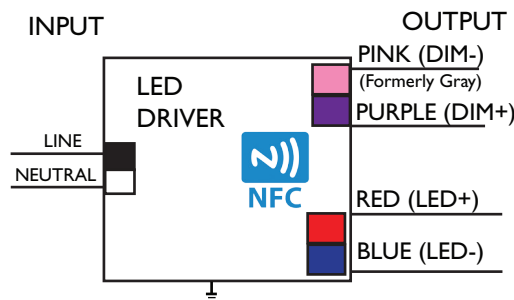 INPUT
OUTPUT
PINK (DIM-)
(Formerly Gray)
PURPLE (DIM+)
LED
DRIVER
LINE
NEUTRAL
NFC
RED (LED+)
BLUE (LED-)